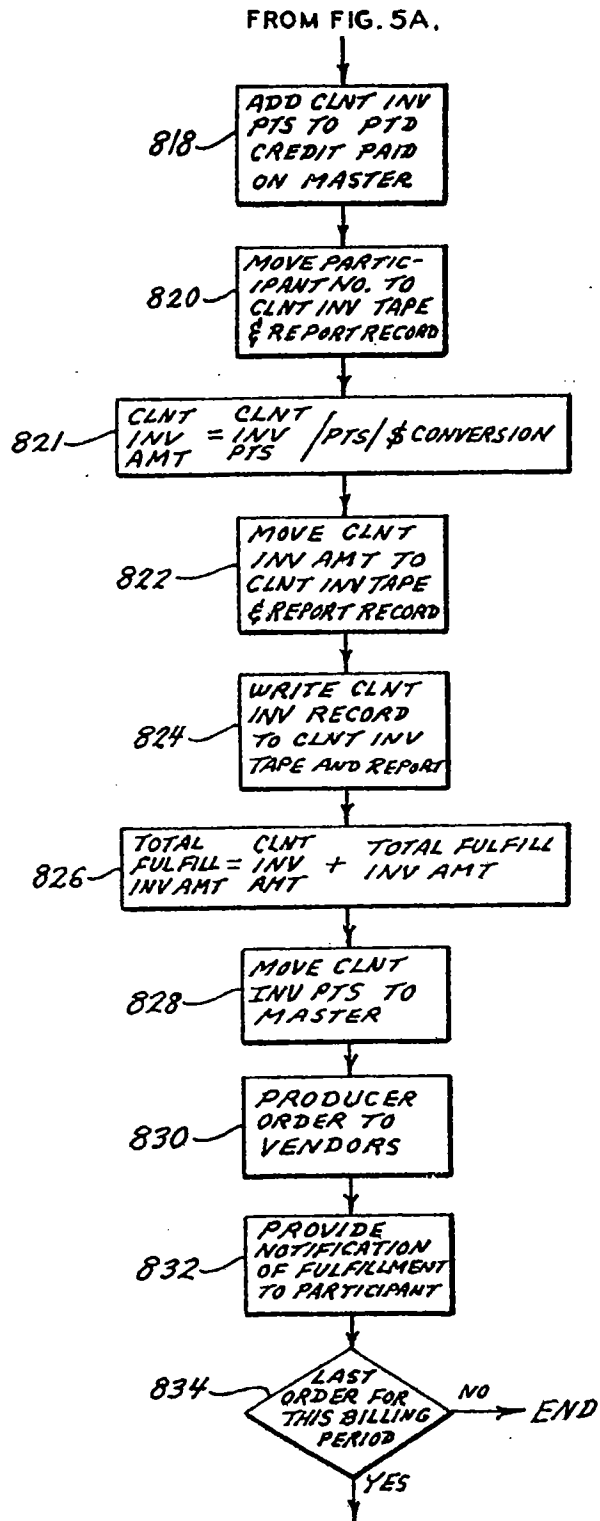 FROM FIG. 5A.
818
ADD CLNT INV
PTS TO PTD
CREDIT PAID
ON MASTER
820
MOVE PARTIC-
IPANT NO. TO
CLNT INV TAPE
& REPORT RECORD
821
CLNT INV AMT = CLNT INV PTS / PTS / $ CONVERSION
822
MOVE CLNT
INV AMT TO
CLNT INV TAPE
& REPORT RECORD
824
WRITE CLNT
INV RECORD
TO CLNT INV
TAPE AND REPORT
826
TOTAL FULFILL INV AMT = CLNT INV AMT + TOTAL FULFILL INV AMT
828
MOVE CLNT
INV PTS TO
MASTER
830
PRODUCER
ORDER TO
VENDORS
832
PROVIDE
NOTIFICATION
OF FULFILLMENT
TO PARTICIPANT
834
LAST
ORDER FOR
THIS BILLING
PERIOD
NO
END
YES